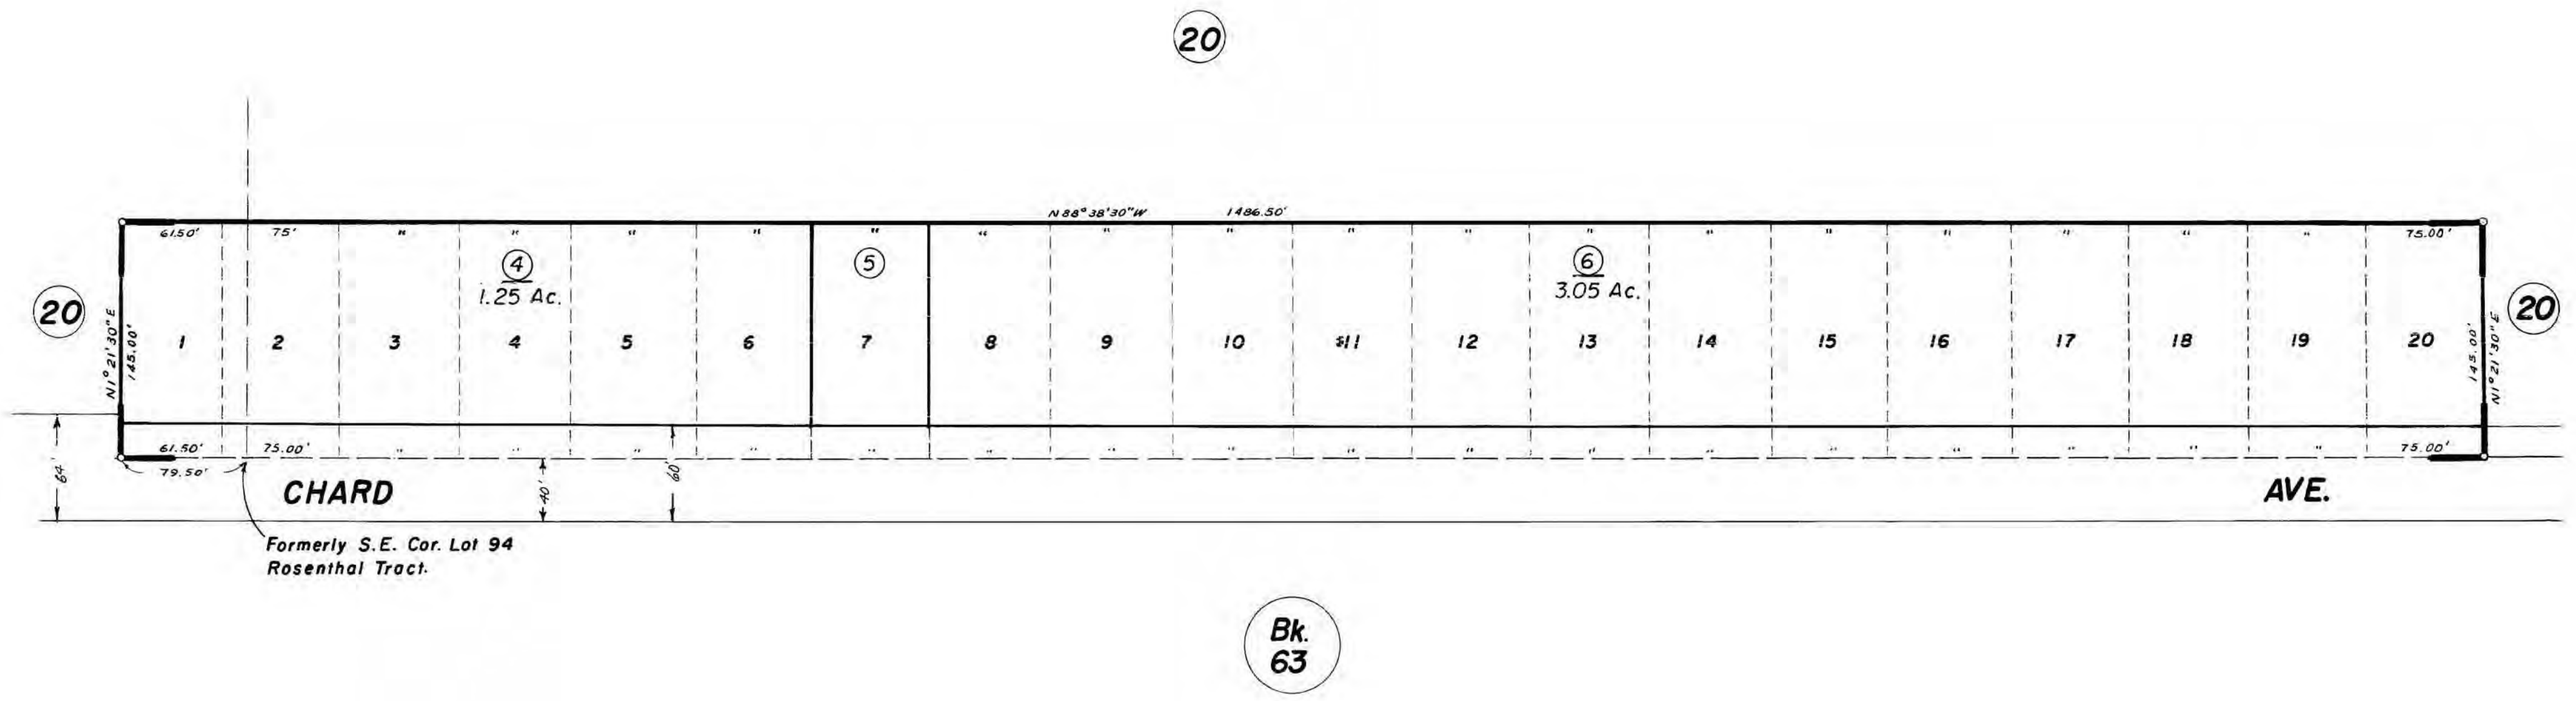 20
N 88° 38' 30" W 1486.50'
61.50' 75' " " " " " " " " " " " " " " " " " 75.00'
4 5 6
1.25 Ac. 3.05 Ac.
20 20
N 1° 21' 30" E 145.00' 145.00' N 1° 21' 30" E
1 2 3 4 5 6 7 8 9 10 11 12 13 14 15 16 17 18 19 20
61.50' 75.00' " " " " " " " " " " " " " " " " " 75.00'
79.50'
64' 40' 60'
CHARD AVE.
Formerly S.E. Cor. Lot 94
Rosenthal Tract.
Bk.
63